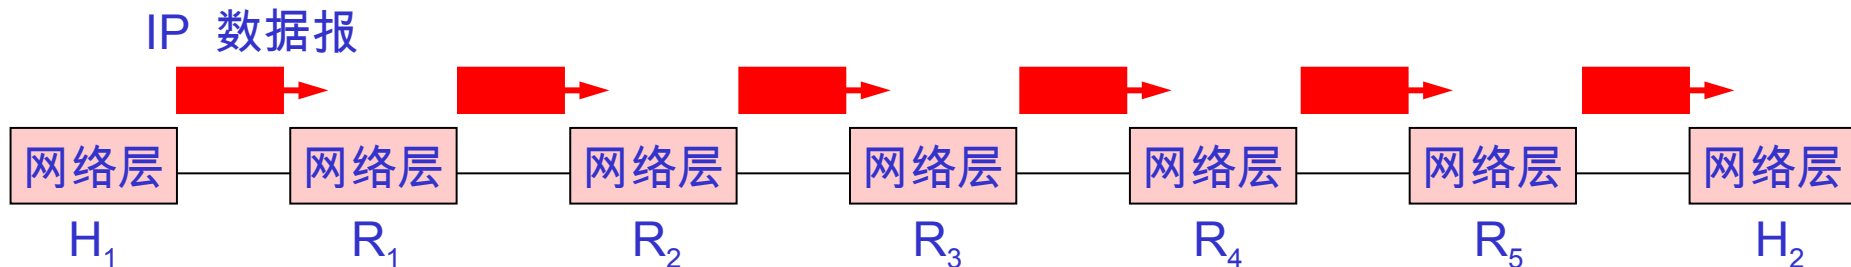 IP 数据报
网络层 网络层 网络层 网络层 网络层 网络层 网络层
H₁ R₁ R₂ R₃ R₄ R₅ H₂